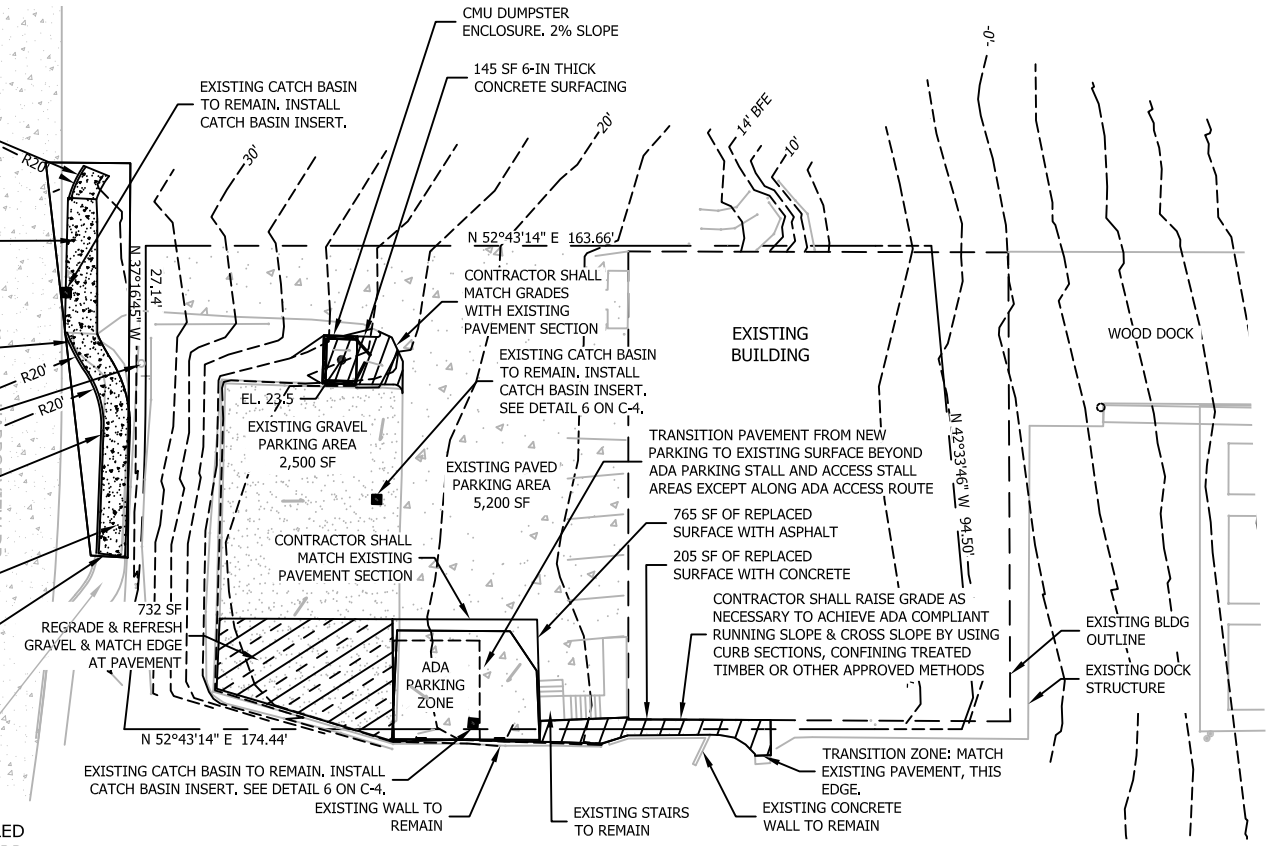 CMU DUMPSTER
ENCLOSURE. 2% SLOPE
145 SF 6-IN THICK
CONCRETE SURFACING
EXISTING CATCH BASIN
TO REMAIN. INSTALL
CATCH BASIN INSERT.
-0'-
30'
20'
14' BFE
10'
R20'
N 52°43'14" E 163.66'
N 37°16'45" W
27.14'
CONTRACTOR SHALL
MATCH GRADES
WITH EXISTING
PAVEMENT SECTION
EXISTING
BUILDING
WOOD DOCK
EXISTING CATCH BASIN
TO REMAIN. INSTALL
CATCH BASIN INSERT.
SEE DETAIL 6 ON C-4.
R20'
R20'
EL. 23.5
EXISTING GRAVEL
PARKING AREA
2,500 SF
EXISTING PAVED
PARKING AREA
5,200 SF
N 42°33'46" W 94.50'
TRANSITION PAVEMENT FROM NEW
PARKING TO EXISTING SURFACE BEYOND
ADA PARKING STALL AND ACCESS STALL
AREAS EXCEPT ALONG ADA ACCESS ROUTE
765 SF OF REPLACED
SURFACE WITH ASPHALT
CONTRACTOR SHALL
MATCH EXISTING
PAVEMENT SECTION
205 SF OF REPLACED
SURFACE WITH CONCRETE
CONTRACTOR SHALL RAISE GRADE AS
NECESSARY TO ACHIEVE ADA COMPLIANT
RUNNING SLOPE & CROSS SLOPE BY USING
CURB SECTIONS, CONFINING TREATED
TIMBER OR OTHER APPROVED METHODS
732 SF
REGRADE & REFRESH
GRAVEL & MATCH EDGE
AT PAVEMENT
ADA
PARKING
ZONE
EXISTING BLDG
OUTLINE
EXISTING DOCK
STRUCTURE
N 52°43'14" E 174.44'
EXISTING CATCH BASIN TO REMAIN. INSTALL
CATCH BASIN INSERT. SEE DETAIL 6 ON C-4.
EXISTING WALL TO
REMAIN
EXISTING STAIRS
TO REMAIN
EXISTING CONCRETE
WALL TO REMAIN
TRANSITION ZONE: MATCH
EXISTING PAVEMENT, THIS
EDGE.